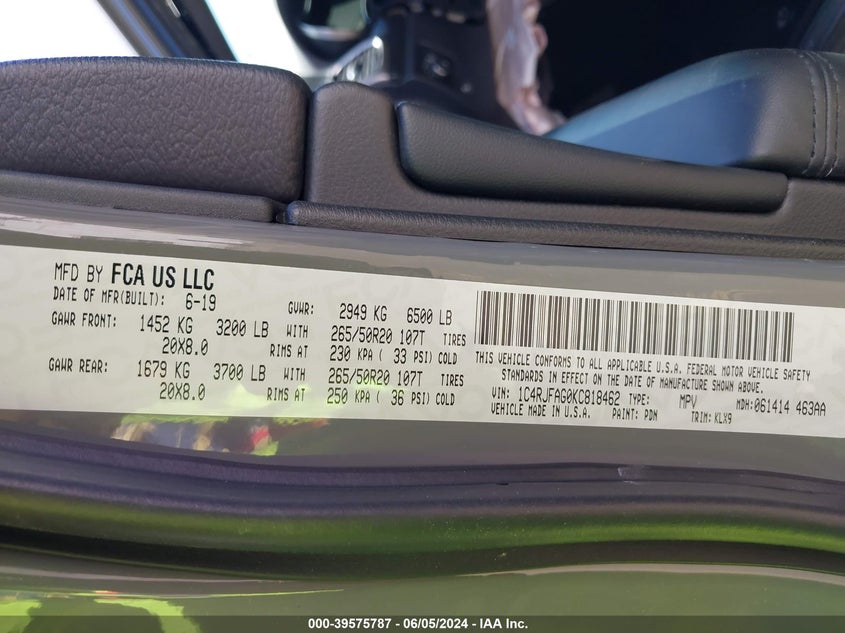 MFD BY FCA US LLC
DATE OF MFR(BUILT): 6-19 GVWR: 2949 KG 6500 LB
GAWR FRONT: 1452 KG 3200 LB WITH 265/50R20 107T TIRES
20X8.0 RIMS AT 230 KPA ( 33 PSI) COLD
GAWR REAR: 1679 KG 3700 LB WITH 265/50R20 107T TIRES
20X8.0 RIMS AT 250 KPA ( 36 PSI) COLD
THIS VEHICLE CONFORMS TO ALL APPLICABLE U.S.A. FEDERAL MOTOR VEHICLE SAFETY
STANDARDS IN EFFECT ON THE DATE OF MANUFACTURE SHOWN ABOVE.
VIN: 1C4RJFAG0KC818462 TYPE: MPV MDH:061414 463AA
VEHICLE MADE IN U.S.A. PAINT: PDN TRIM: KLX9
000-39575787 - 06/05/2024 - IAA Inc.